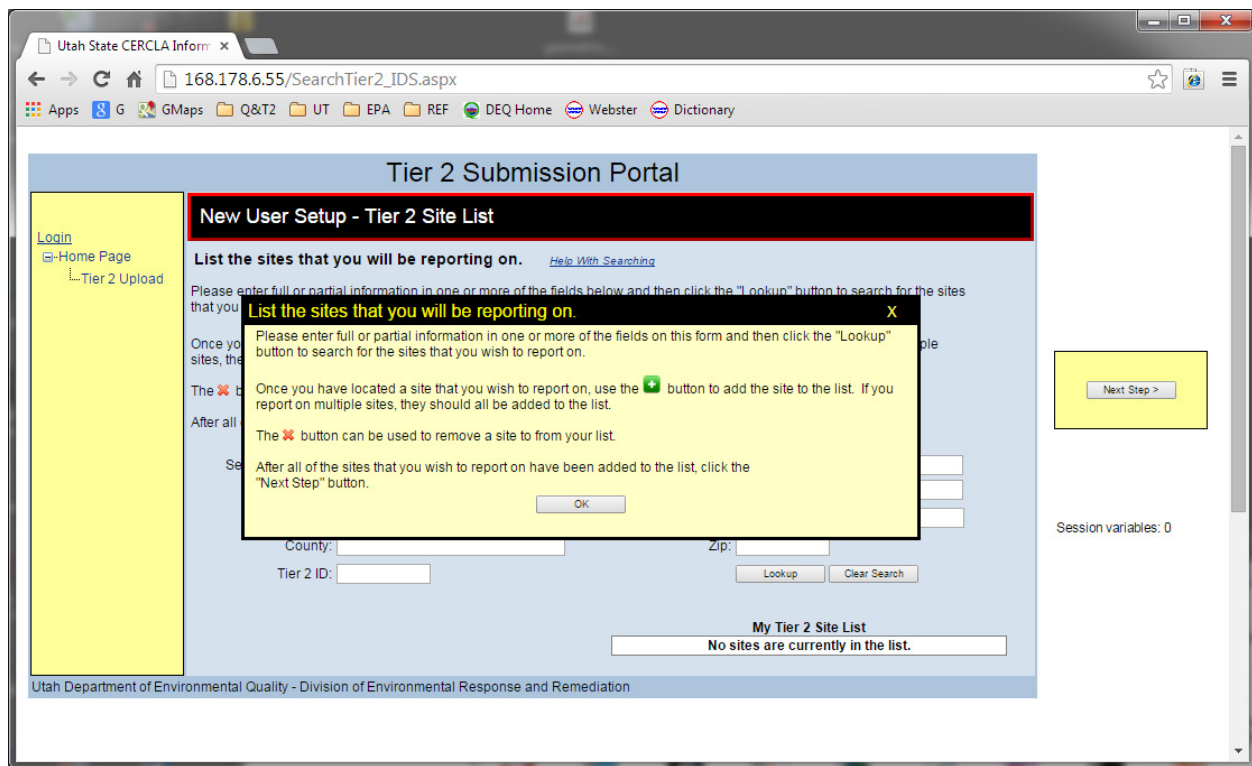 Utah State CERCLA Inform
168.178.6.55/SearchTier2_IDS.aspx
Apps G GMaps Q&T2 UT EPA REF DEQ Home Webster Dictionary
Tier 2 Submission Portal
Login
Home Page
Tier 2 Upload
New User Setup - Tier 2 Site List
List the sites that you will be reporting on. Help With Searching
Please enter full or partial information in one or more of the fields below and then click the "Lookup" button to search for the sites
that you
Once yo
ple
sites, the
The
After all
Se
List the sites that you will be reporting on. X
Please enter full or partial information in one or more of the fields on this form and then click the "Lookup"
button to search for the sites that you wish to report on.
Once you have located a site that you wish to report on, use the button to add the site to the list. If you
report on multiple sites, they should all be added to the list.
The button can be used to remove a site to from your list.
After all of the sites that you wish to report on have been added to the list, click the
"Next Step" button.
OK
County: Zip:
Tier 2 ID: Lookup Clear Search
My Tier 2 Site List
No sites are currently in the list.
Next Step >
Session variables: 0
Utah Department of Environmental Quality - Division of Environmental Response and Remediation